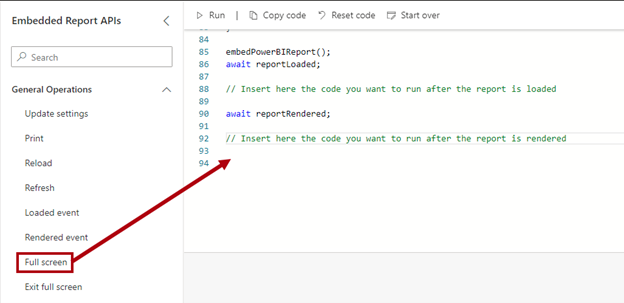 Embedded Report APIs
Search
General Operations
Update settings
Print
Reload
Refresh
Loaded event
Rendered event
Full screen
Exit full screen
Run Copy code Reset code Start over
84
85 embedPowerBIReport();
86 await reportLoaded;
87
88 // Insert here the code you want to run after the report is loaded
89
90 await reportRendered;
91
92 // Insert here the code you want to run after the report is rendered
93
94